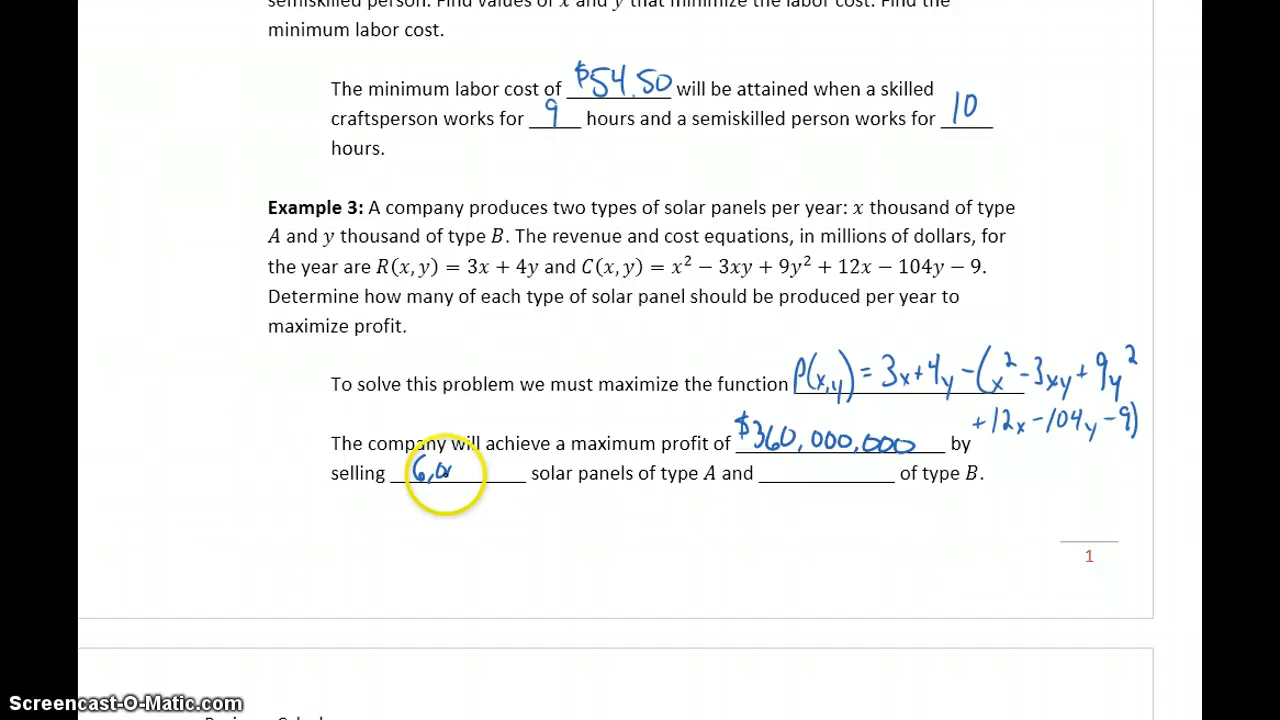 semiskilled person. Find values of x and y that minimize the labor cost. Find the
minimum labor cost.
The minimum labor cost of $54.50 will be attained when a skilled
craftsperson works for 9 hours and a semiskilled person works for 10
hours.
Example 3: A company produces two types of solar panels per year: x thousand of type
A and y thousand of type B. The revenue and cost equations, in millions of dollars, for
the year are R(x, y) = 3x + 4y and C(x, y) = x² − 3xy + 9y² + 12x − 104y − 9.
Determine how many of each type of solar panel should be produced per year to
maximize profit.
To solve this problem we must maximize the function P(x,y) = 3x+4y -(x² -3xy + 9y²
+12x -104y -9)
The company will achieve a maximum profit of $360,000,000 by
selling 6,0 solar panels of type A and ______ of type B.
1
Screencast-O-Matic.com